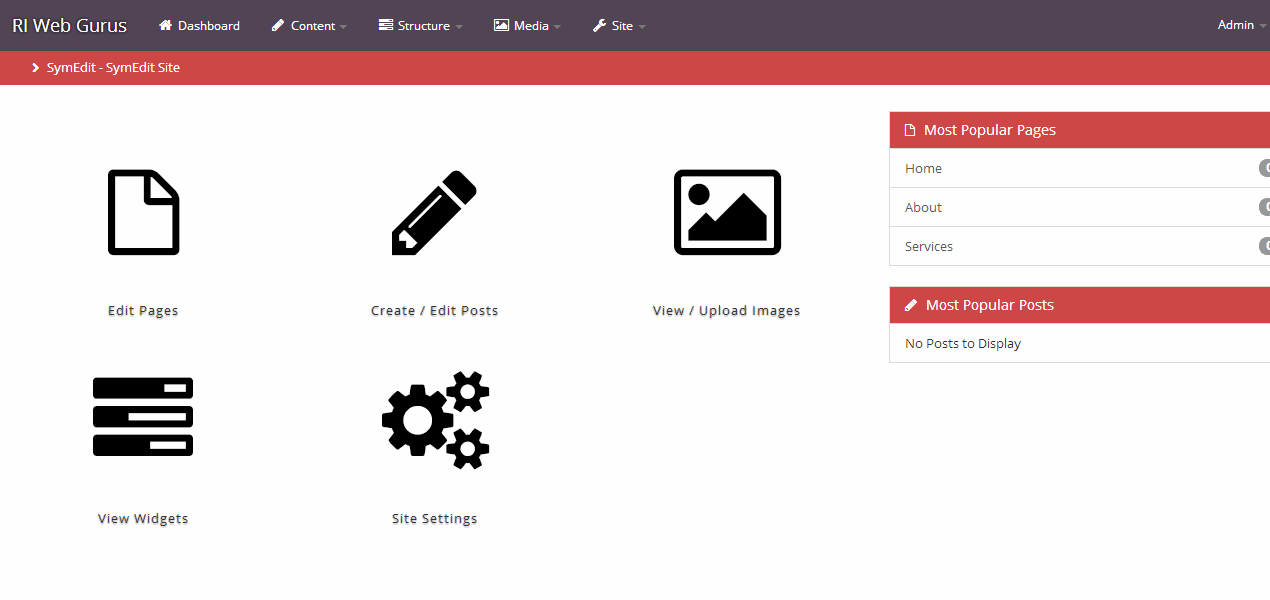 RI Web Gurus Dashboard Content Structure Media Site Admin
SymEdit - SymEdit Site
Most Popular Pages
Home
About
Services
Most Popular Posts
No Posts to Display
Edit Pages Create / Edit Posts View / Upload Images
View Widgets Site Settings